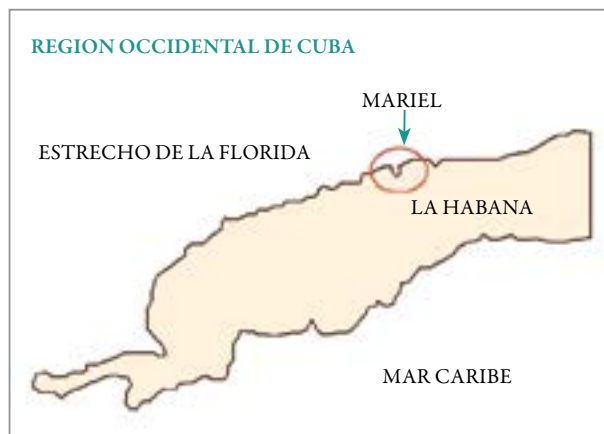 REGION OCCIDENTAL DE CUBA
MARIEL
ESTRECHO DE LA FLORIDA
LA HABANA
MAR CARIBE